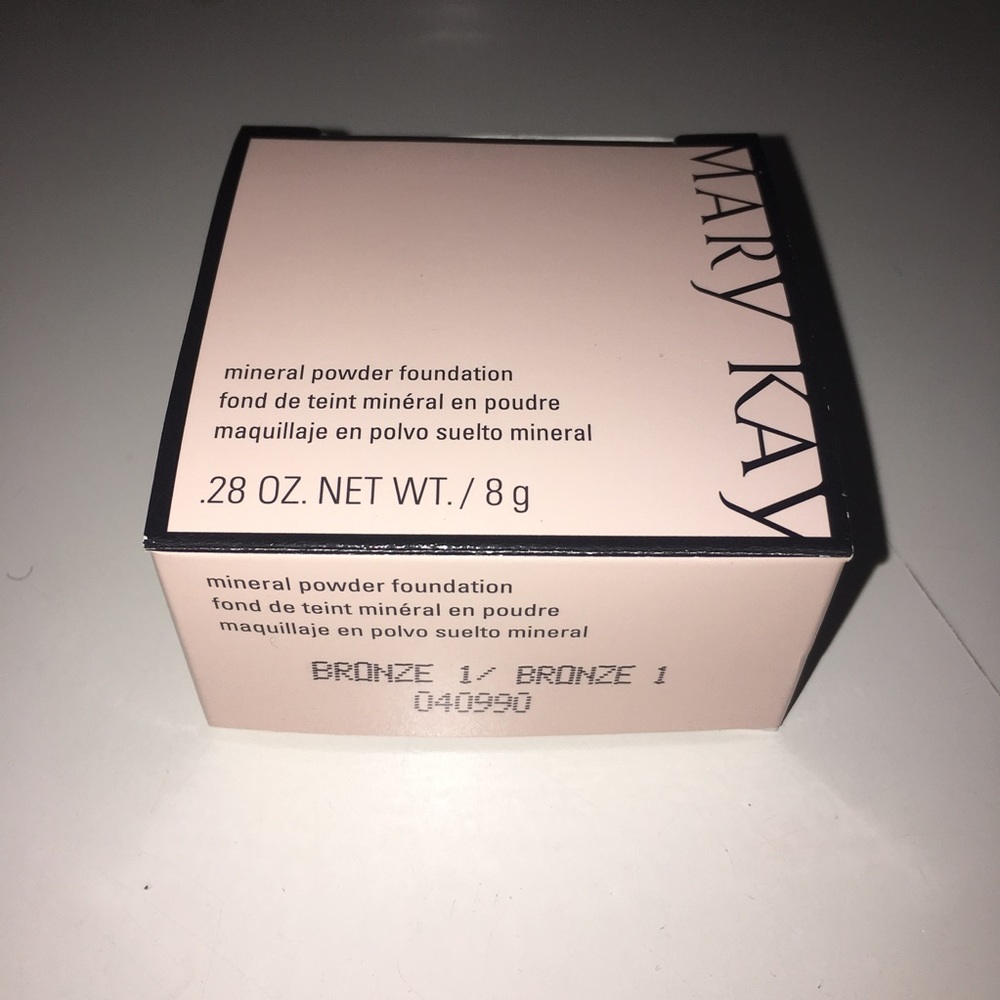 MARY KAY
mineral powder foundation
fond de teint minéral en poudre
maquillaje en polvo suelto mineral
.28 OZ. NET WT. / 8 g
mineral powder foundation
fond de teint minéral en poudre
maquillaje en polvo suelto mineral
BRONZE 1/ BRONZE 1
040990